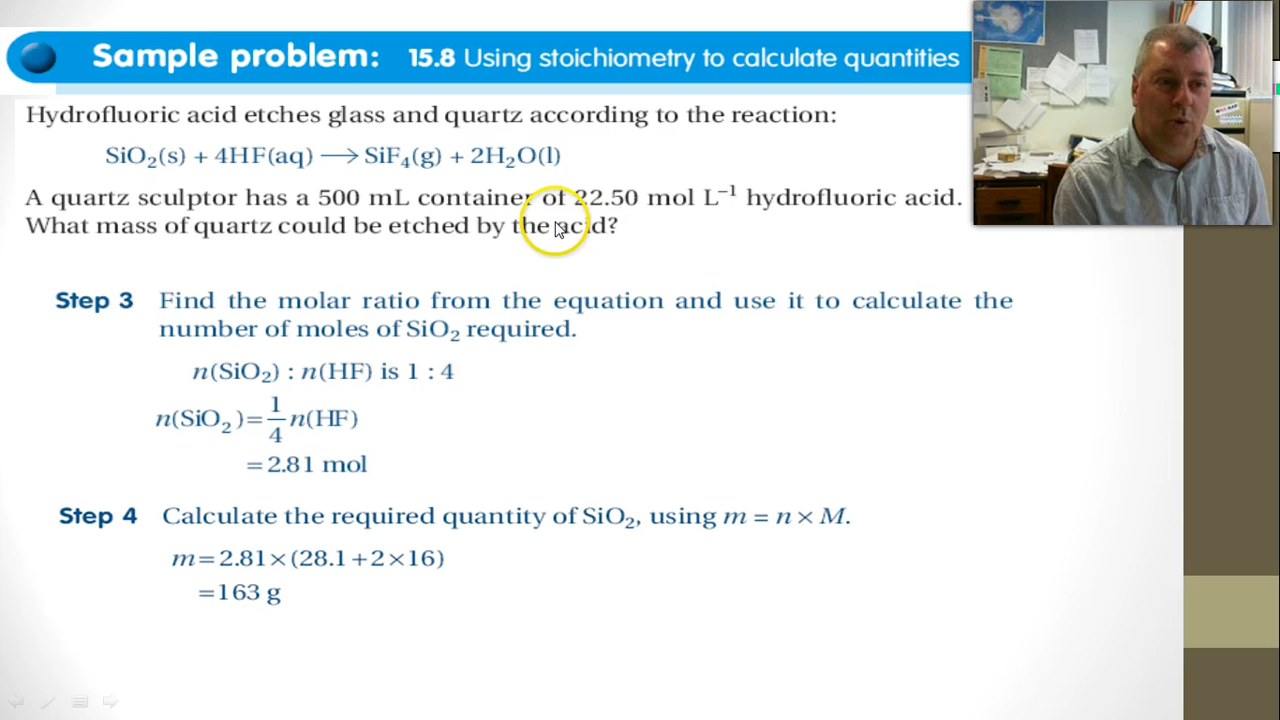 Sample problem: 15.8 Using stoichiometry to calculate quantities
Hydrofluoric acid etches glass and quartz according to the reaction:
SiO₂(s) + 4HF(aq) ⟶ SiF₄(g) + 2H₂O(l)
A quartz sculptor has a 500 mL container of 22.50 mol L⁻¹ hydrofluoric acid.
What mass of quartz could be etched by the acid?
Step 3 Find the molar ratio from the equation and use it to calculate the
number of moles of SiO₂ required.
n(SiO₂) : n(HF) is 1 : 4
n(SiO₂)=1/4 n(HF)
=2.81 mol
Step 4 Calculate the required quantity of SiO₂, using m = n × M.
m=2.81×(28.1+2×16)
=163 g